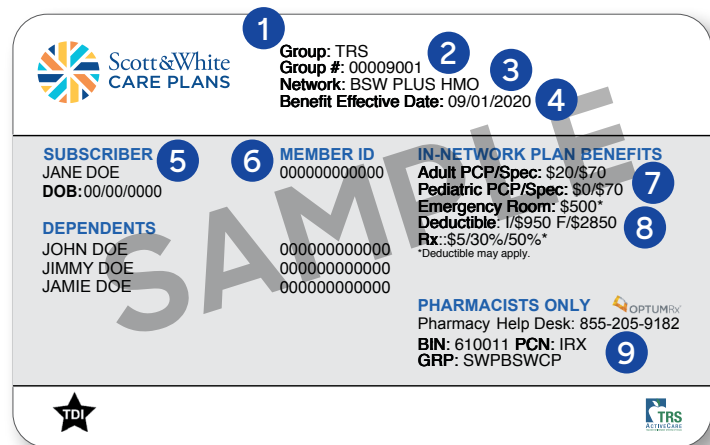 1
Scott&White
CARE PLANS
Group: TRS
Group #: 00009001
2
Network: BSW PLUS HMO
3
Benefit Effective Date: 09/01/2020
4
SUBSCRIBER
5
JANE DOE
DOB:00/00/0000
6
MEMBER ID
000000000000
DEPENDENTS
JOHN DOE 000000000000
JIMMY DOE 000000000000
JAMIE DOE 000000000000
IN-NETWORK PLAN BENEFITS
Adult PCP/Spec: $20/$70
Pediatric PCP/Spec: $0/$70
7
Emergency Room: $500*
Deductible: I/$950 F/$2850
8
Rx::$5/30%/50%*
*Deductible may apply.
PHARMACISTS ONLY
OPTUMRx
Pharmacy Help Desk: 855-205-9182
BIN: 610011 PCN: IRX
GRP: SWPBSWCP
9
SAMPLE
TDI
TRS
ACTIVECARE